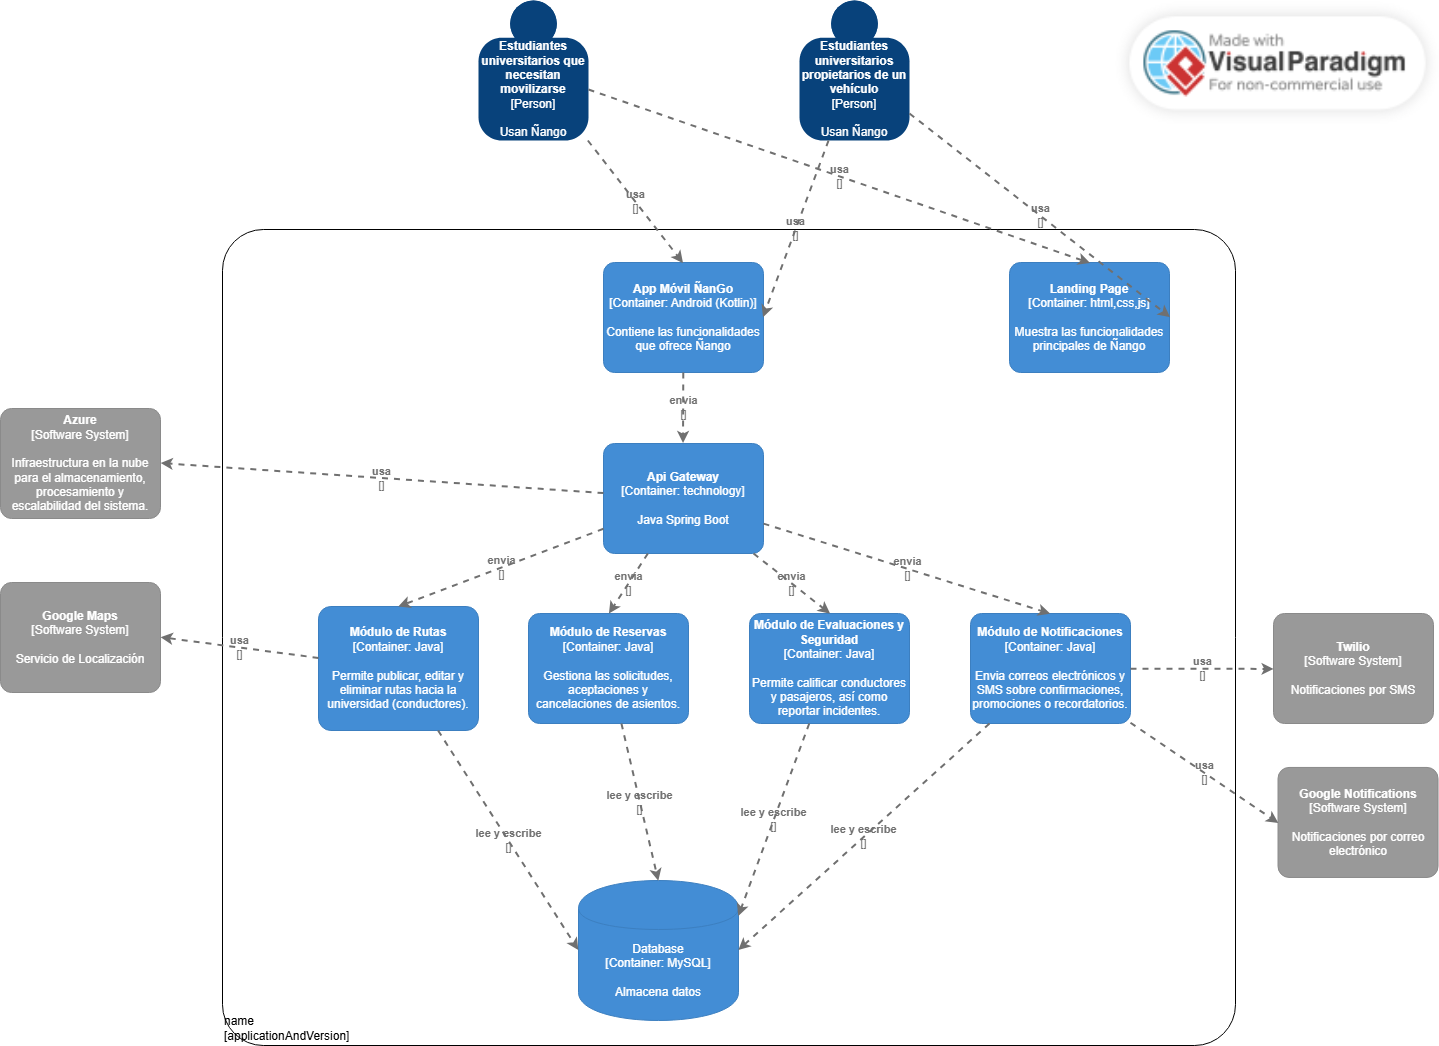 Estudiantes
universitarios que
necesitan
movilizarse
[Person]
Usan Ñango
Estudiantes
universitarios
propietarios de un
vehículo
[Person]
Usan Ñango
Made with
Visual Paradigm
For non-commercial use
usa
[]
usa
[]
usa
[]
usa
[]
App Móvil ÑanGo
[Container: Android (Kotlin)]
Contiene las funcionalidades
que ofrece Ñango
Landing Page
[Container: html,css,js]
Muestra las funcionalidades
principales de Ñango
envia
[]
Azure
[Software System]
Infraestructura en la nube
para el almacenamiento,
procesamiento y
escalabilidad del sistema.
usa
[]
Api Gateway
[Container: technology]
Java Spring Boot
envia
[]
envia
[]
envia
[]
envia
[]
Google Maps
[Software System]
Servicio de Localización
usa
[]
Módulo de Rutas
[Container: Java]
Permite publicar, editar y
eliminar rutas hacia la
universidad (conductores).
Módulo de Reservas
[Container: Java]
Gestiona las solicitudes,
aceptaciones y
cancelaciones de asientos.
Módulo de Evaluaciones y
Seguridad
[Container: Java]
Permite calificar conductores
y pasajeros, así como
reportar incidentes.
Módulo de Notificaciones
[Container: Java]
Envia correos electrónicos y
SMS sobre confirmaciones,
promociones o recordatorios.
usa
[]
Twilio
[Software System]
Notificaciones por SMS
usa
[]
Google Notifications
[Software System]
Notificaciones por correo
electrónico
lee y escribe
[]
lee y escribe
[]
lee y escribe
[]
lee y escribe
[]
Database
[Container: MySQL]
Almacena datos
name
[applicationAndVersion]